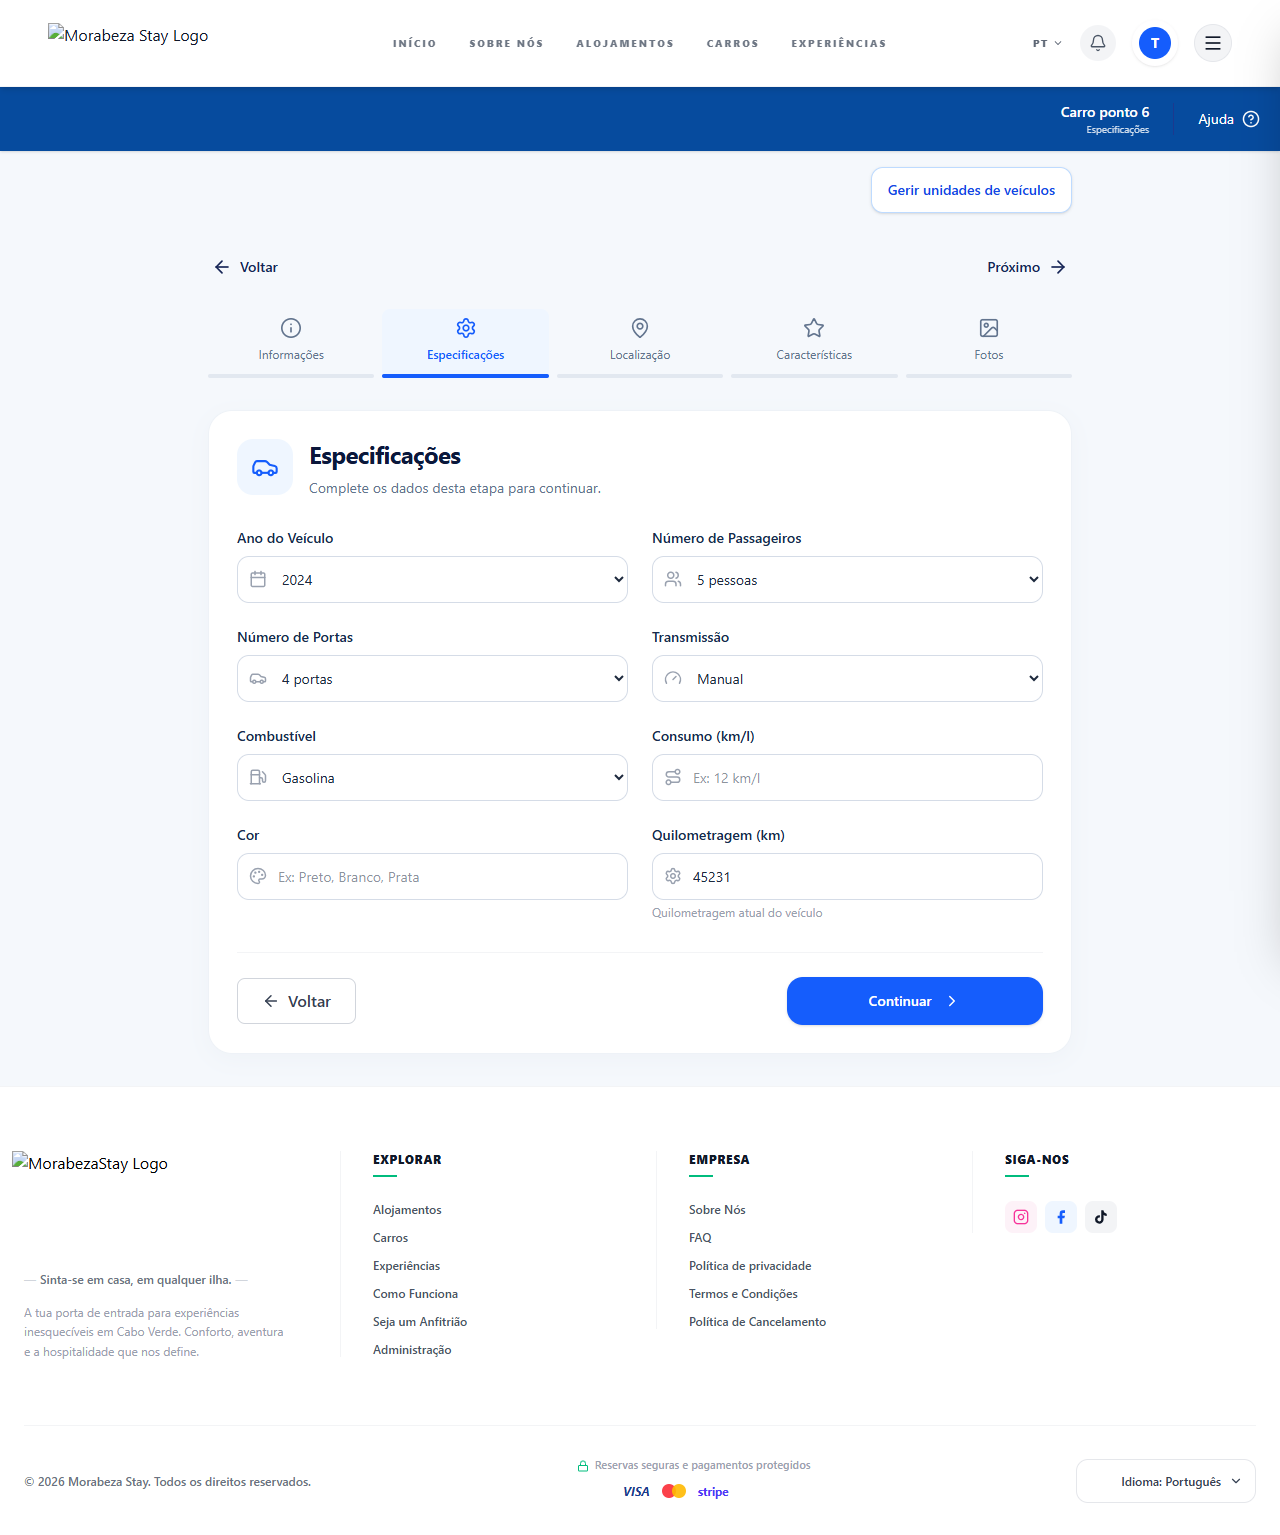 Morabeza Stay Logo
INÍCIO
SOBRE NÓS
ALOJAMENTOS
CARROS
EXPERIÊNCIAS
PT
T
Carro ponto 6
Especificações
Ajuda
Gerir unidades de veículos
Voltar
Próximo
Informações
Especificações
Localização
Características
Fotos
Especificações
Complete os dados desta etapa para continuar.
Ano do Veículo
Número de Passageiros
2024
5 pessoas
Número de Portas
Transmissão
4 portas
Manual
Combustível
Consumo (km/l)
Gasolina
Ex: 12 km/l
Cor
Quilometragem (km)
Ex: Preto, Branco, Prata
45231
Quilometragem atual do veículo
Voltar
Continuar
MorabezaStay Logo
— Sinta-se em casa, em qualquer ilha. —
A tua porta de entrada para experiências
inesquecíveis em Cabo Verde. Conforto, aventura
e a hospitalidade que nos define.
EXPLORAR
Alojamentos
Carros
Experiências
Como Funciona
Seja um Anfitrião
Administração
EMPRESA
Sobre Nós
FAQ
Política de privacidade
Termos e Condições
Política de Cancelamento
SIGA-NOS
© 2026 Morabeza Stay. Todos os direitos reservados.
Reservas seguras e pagamentos protegidos
VISA
stripe
Idioma: Português